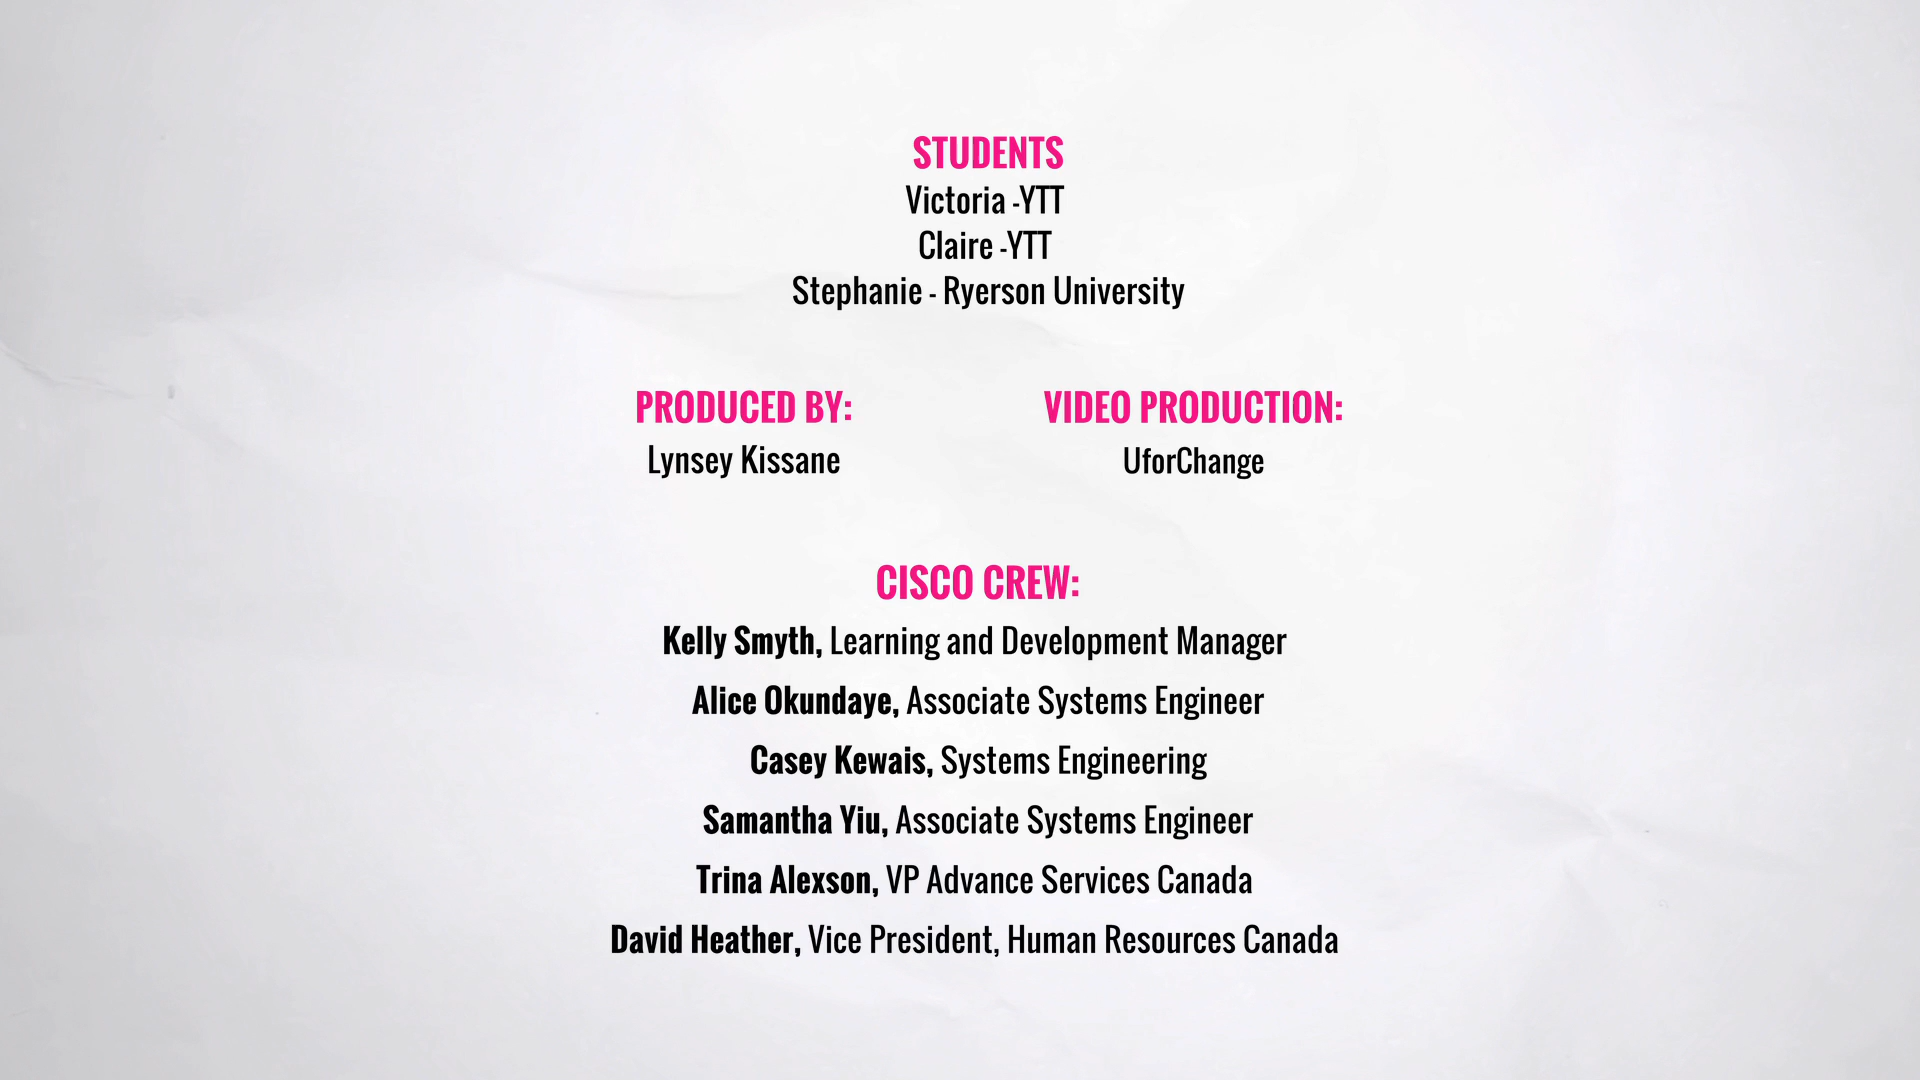 STUDENTS
Victoria -YTT
Claire -YTT
Stephanie - Ryerson University
PRODUCED BY:
Lynsey Kissane
VIDEO PRODUCTION:
UforChange
CISCO CREW:
Kelly Smyth, Learning and Development Manager
Alice Okundaye, Associate Systems Engineer
Casey Kewais, Systems Engineering
Samantha Yiu, Associate Systems Engineer
Trina Alexson, VP Advance Services Canada
David Heather, Vice President, Human Resources Canada